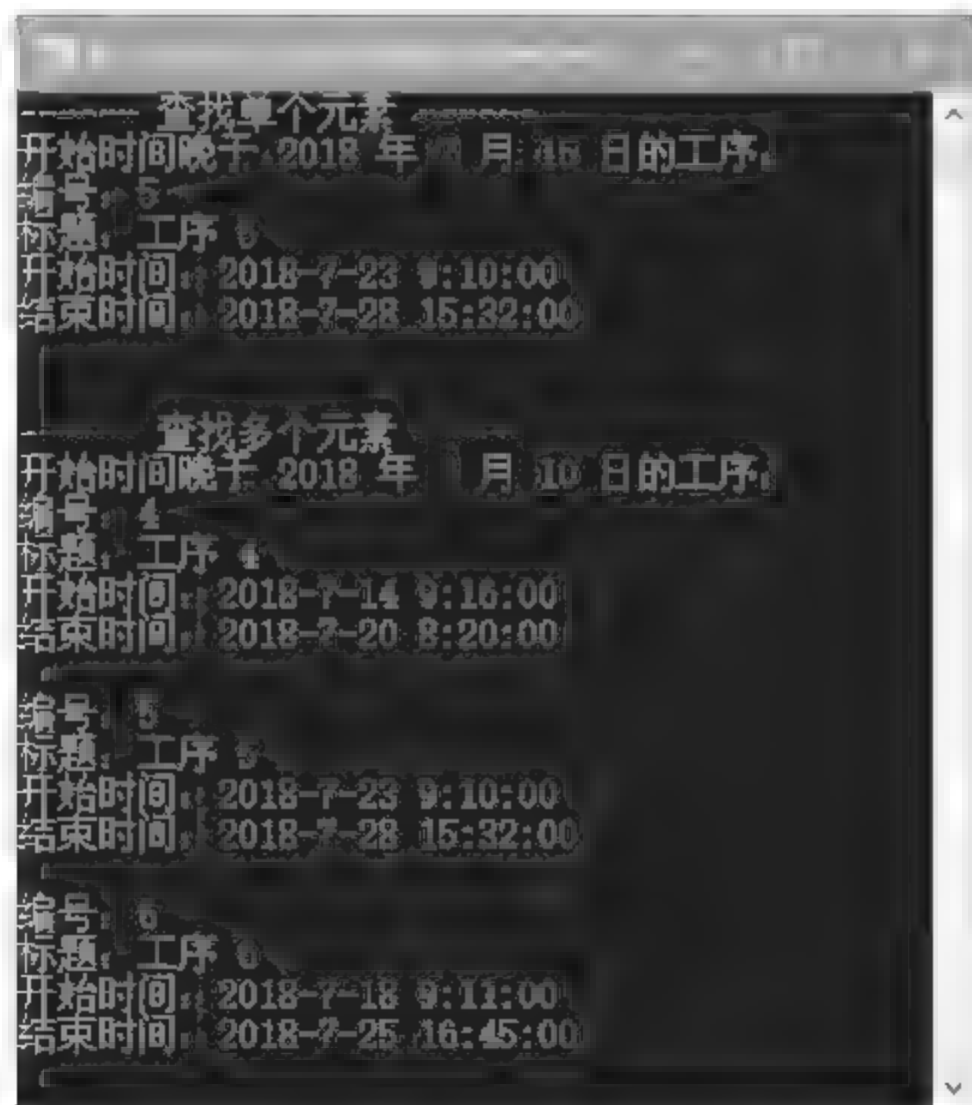 查找单个元素
开始时间晚于 2018 年 月 15 日的工序
编号: 5
标题: 工序
开始时间: 2018-7-23 9:10:00
结束时间: 2018-7-28 15:32:00
查找多个元素
开始时间晚于 2018 年 月 10 日的工序
编号: 4
标题: 工序 4
开始时间: 2018-7-14 9:16:00
结束时间: 2018-7-20 8:20:00
编号: 5
标题: 工序 5
开始时间: 2018-7-23 9:10:00
结束时间: 2018-7-28 15:32:00
编号: 6
标题: 工序
开始时间: 2018-7-18 9:11:00
结束时间: 2018-7-25 16:45:00